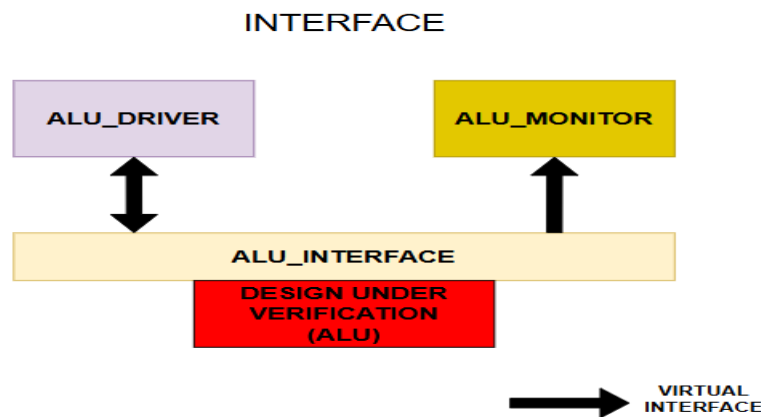 INTERFACE
ALU_DRIVER
ALU_MONITOR
ALU_INTERFACE
DESIGN UNDER
VERIFICATION
(ALU)
VIRTUAL
INTERFACE